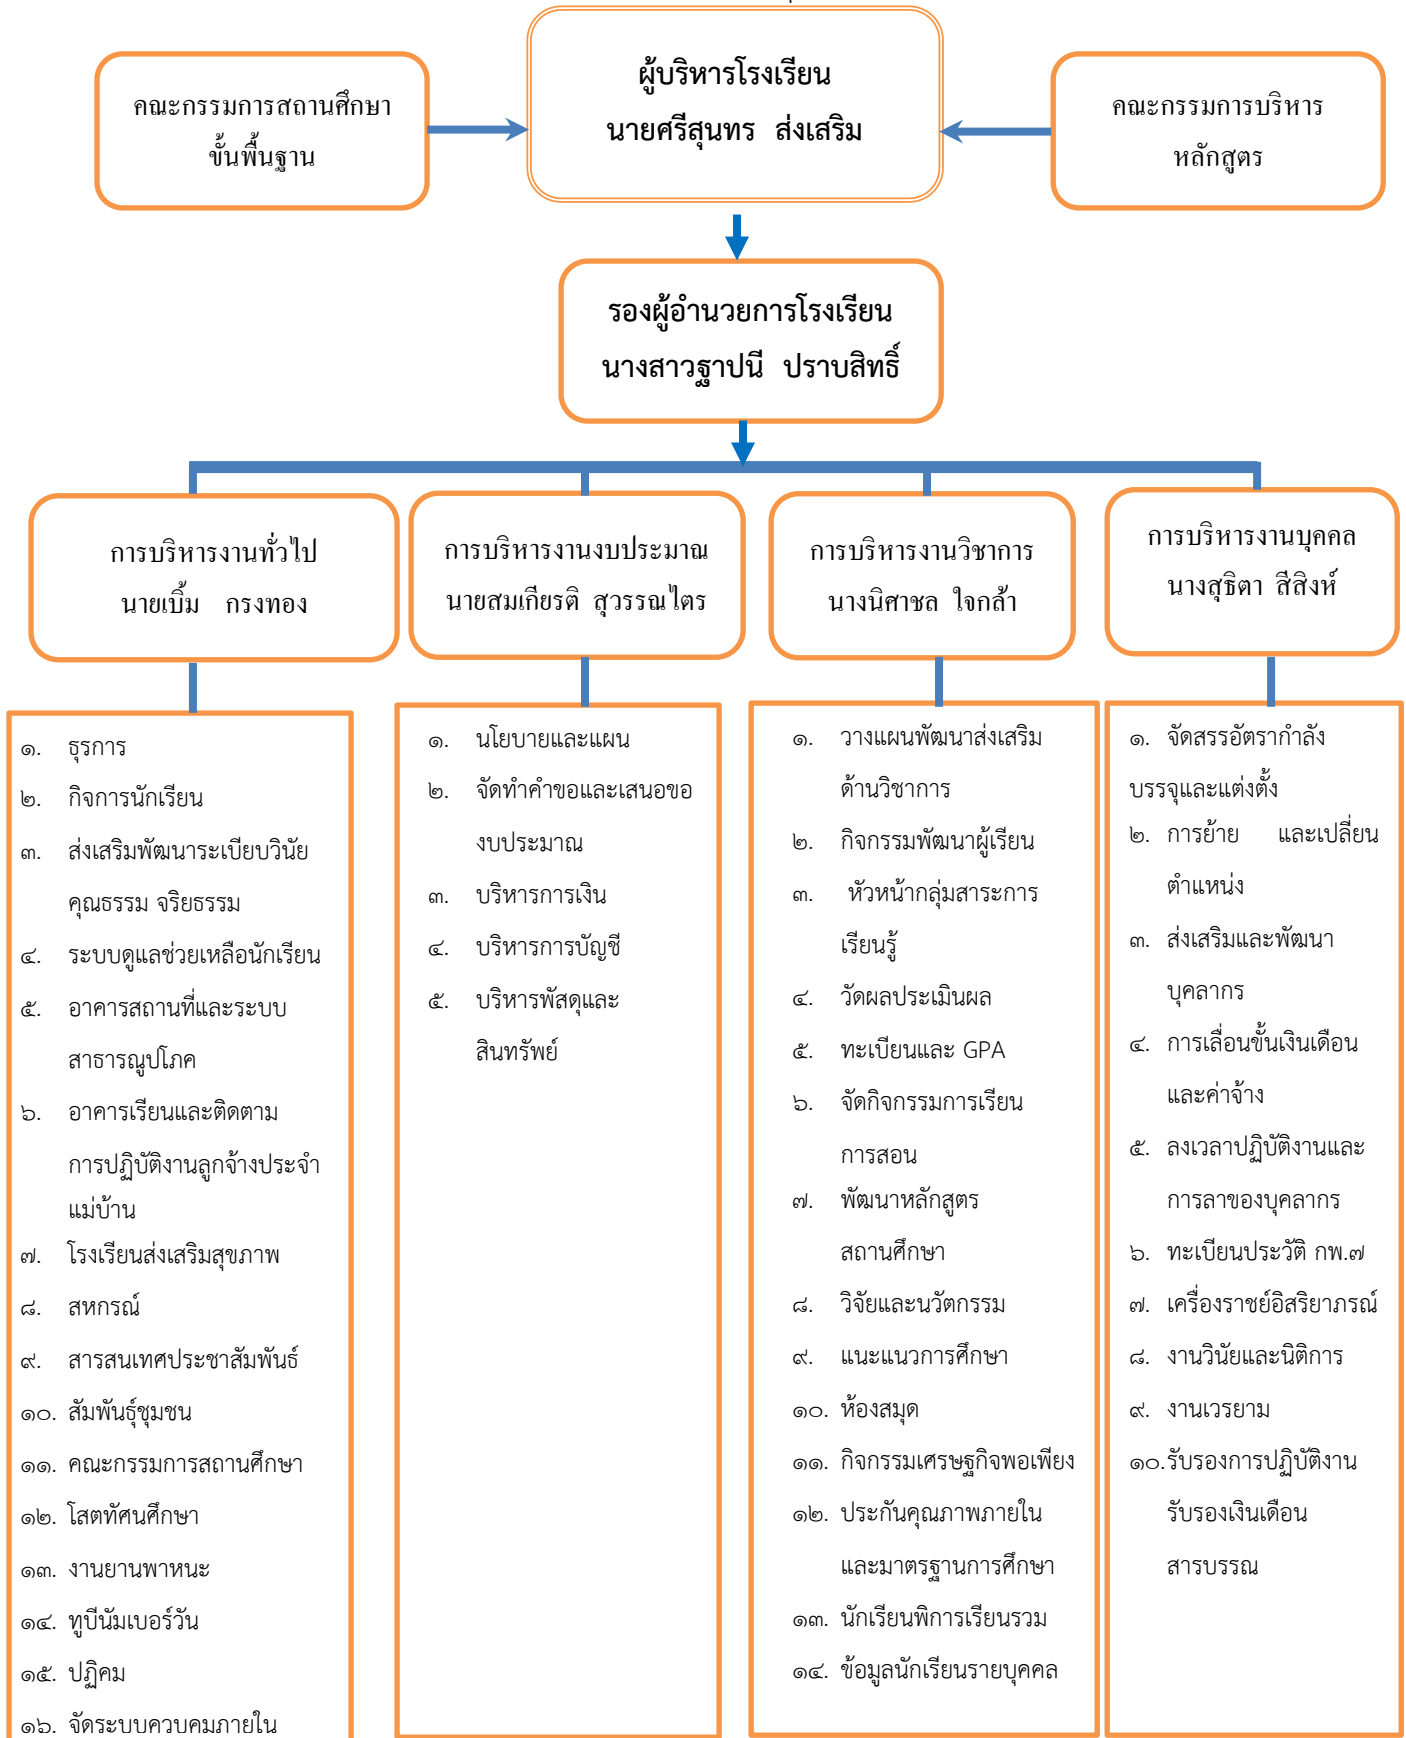 คณะกรรมการสถานศึกษา
ขั้นพื้นฐาน
ผู้บริหารโรงเรียน
นายศรีสุนทร ส่งเสริม
คณะกรรมการบริหาร
หลักสูตร
รองผู้อำนวยการโรงเรียน
นางสาวฐาปนี ปราบสิทธิ์
การบริหารงานทั่วไป
นายเบิ้ม กรงทอง
การบริหารงานงบประมาณ
นายสมเกียรติ สุวรรณไตร
การบริหารงานวิชาการ
นางนิศาชล ใจกล้า
การบริหารงานบุคคล
นางสุธิตา สีสิงห์
๑. ธุรการ
๒. กิจการนักเรียน
๓. ส่งเสริมพัฒนาระเบียบวินัย
คุณธรรม จริยธรรม
๔. ระบบดูแลช่วยเหลือนักเรียน
๕. อาคารสถานที่และระบบ
สาธารณูปโภค
๖. อาคารเรียนและติดตาม
การปฏิบัติงานลูกจ้างประจำ
แม่บ้าน
๗. โรงเรียนส่งเสริมสุขภาพ
๘. สหกรณ์
๙. สารสนเทศประชาสัมพันธ์
๑๐. สัมพันธุ์ชุมชน
๑๑. คณะกรรมการสถานศึกษา
๑๒. โสตทัศนศึกษา
๑๓. งานยานพาหนะ
๑๔. ทูบีนัมเบอร์วัน
๑๕. ปฏิคม
๑๖. จัดระบบควบคมภายใน
๑. นโยบายและแผน
๒. จัดทำคำขอและเสนอขอ
งบประมาณ
๓. บริหารการเงิน
๔. บริหารการบัญชี
๕. บริหารพัสดุและ
สินทรัพย์
๑. วางแผนพัฒนาส่งเสริม
ด้านวิชาการ
๒. กิจกรรมพัฒนาผู้เรียน
๓. หัวหน้ากลุ่มสาระการ
เรียนรู้
๔. วัดผลประเมินผล
๕. ทะเบียนและ GPA
๖. จัดกิจกรรมการเรียน
การสอน
๗. พัฒนาหลักสูตร
สถานศึกษา
๘. วิจัยและนวัตกรรม
๙. แนะแนวการศึกษา
๑๐. ห้องสมุด
๑๑. กิจกรรมเศรษฐกิจพอเพียง
๑๒. ประกันคุณภาพภายใน
และมาตรฐานการศึกษา
๑๓. นักเรียนพิการเรียนรวม
๑๔. ข้อมูลนักเรียนรายบุคคล
๑. จัดสรรอัตรากำลัง
บรรจุและแต่งตั้ง
๒. การย้าย และเปลี่ยน
ตำแหน่ง
๓. ส่งเสริมและพัฒนา
บุคลากร
๔. การเลื่อนขั้นเงินเดือน
และค่าจ้าง
๕. ลงเวลาปฏิบัติงานและ
การลาของบุคลากร
๖. ทะเบียนประวัติ กพ.๗
๗. เครื่องราชย์อิสริยาภรณ์
๘. งานวินัยและนิติการ
๙. งานเวรยาม
๑๐.รับรองการปฏิบัติงาน
รับรองเงินเดือน
สารบรรณ